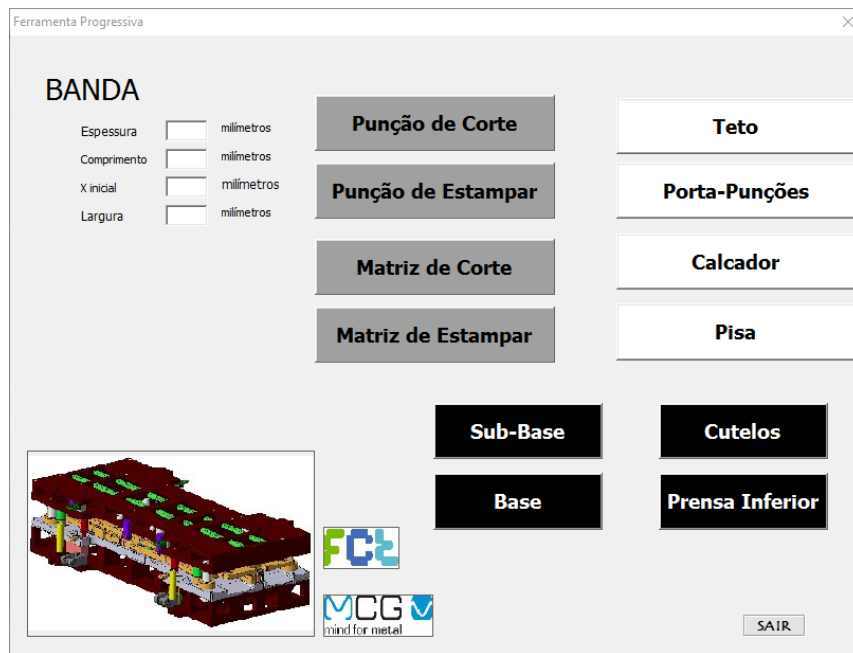 Ferramenta Progressiva
BANDA
Espessura milímetros
Comprimento milímetros
X inicial milímetros
Largura milímetros
Punção de Corte
Punção de Estampar
Matriz de Corte
Matriz de Estampar
Teto
Porta-Punções
Calcador
Pisa
Sub-Base
Cutelos
Base
Prensa Inferior
FCt
MCG
mind for metal
SAIR